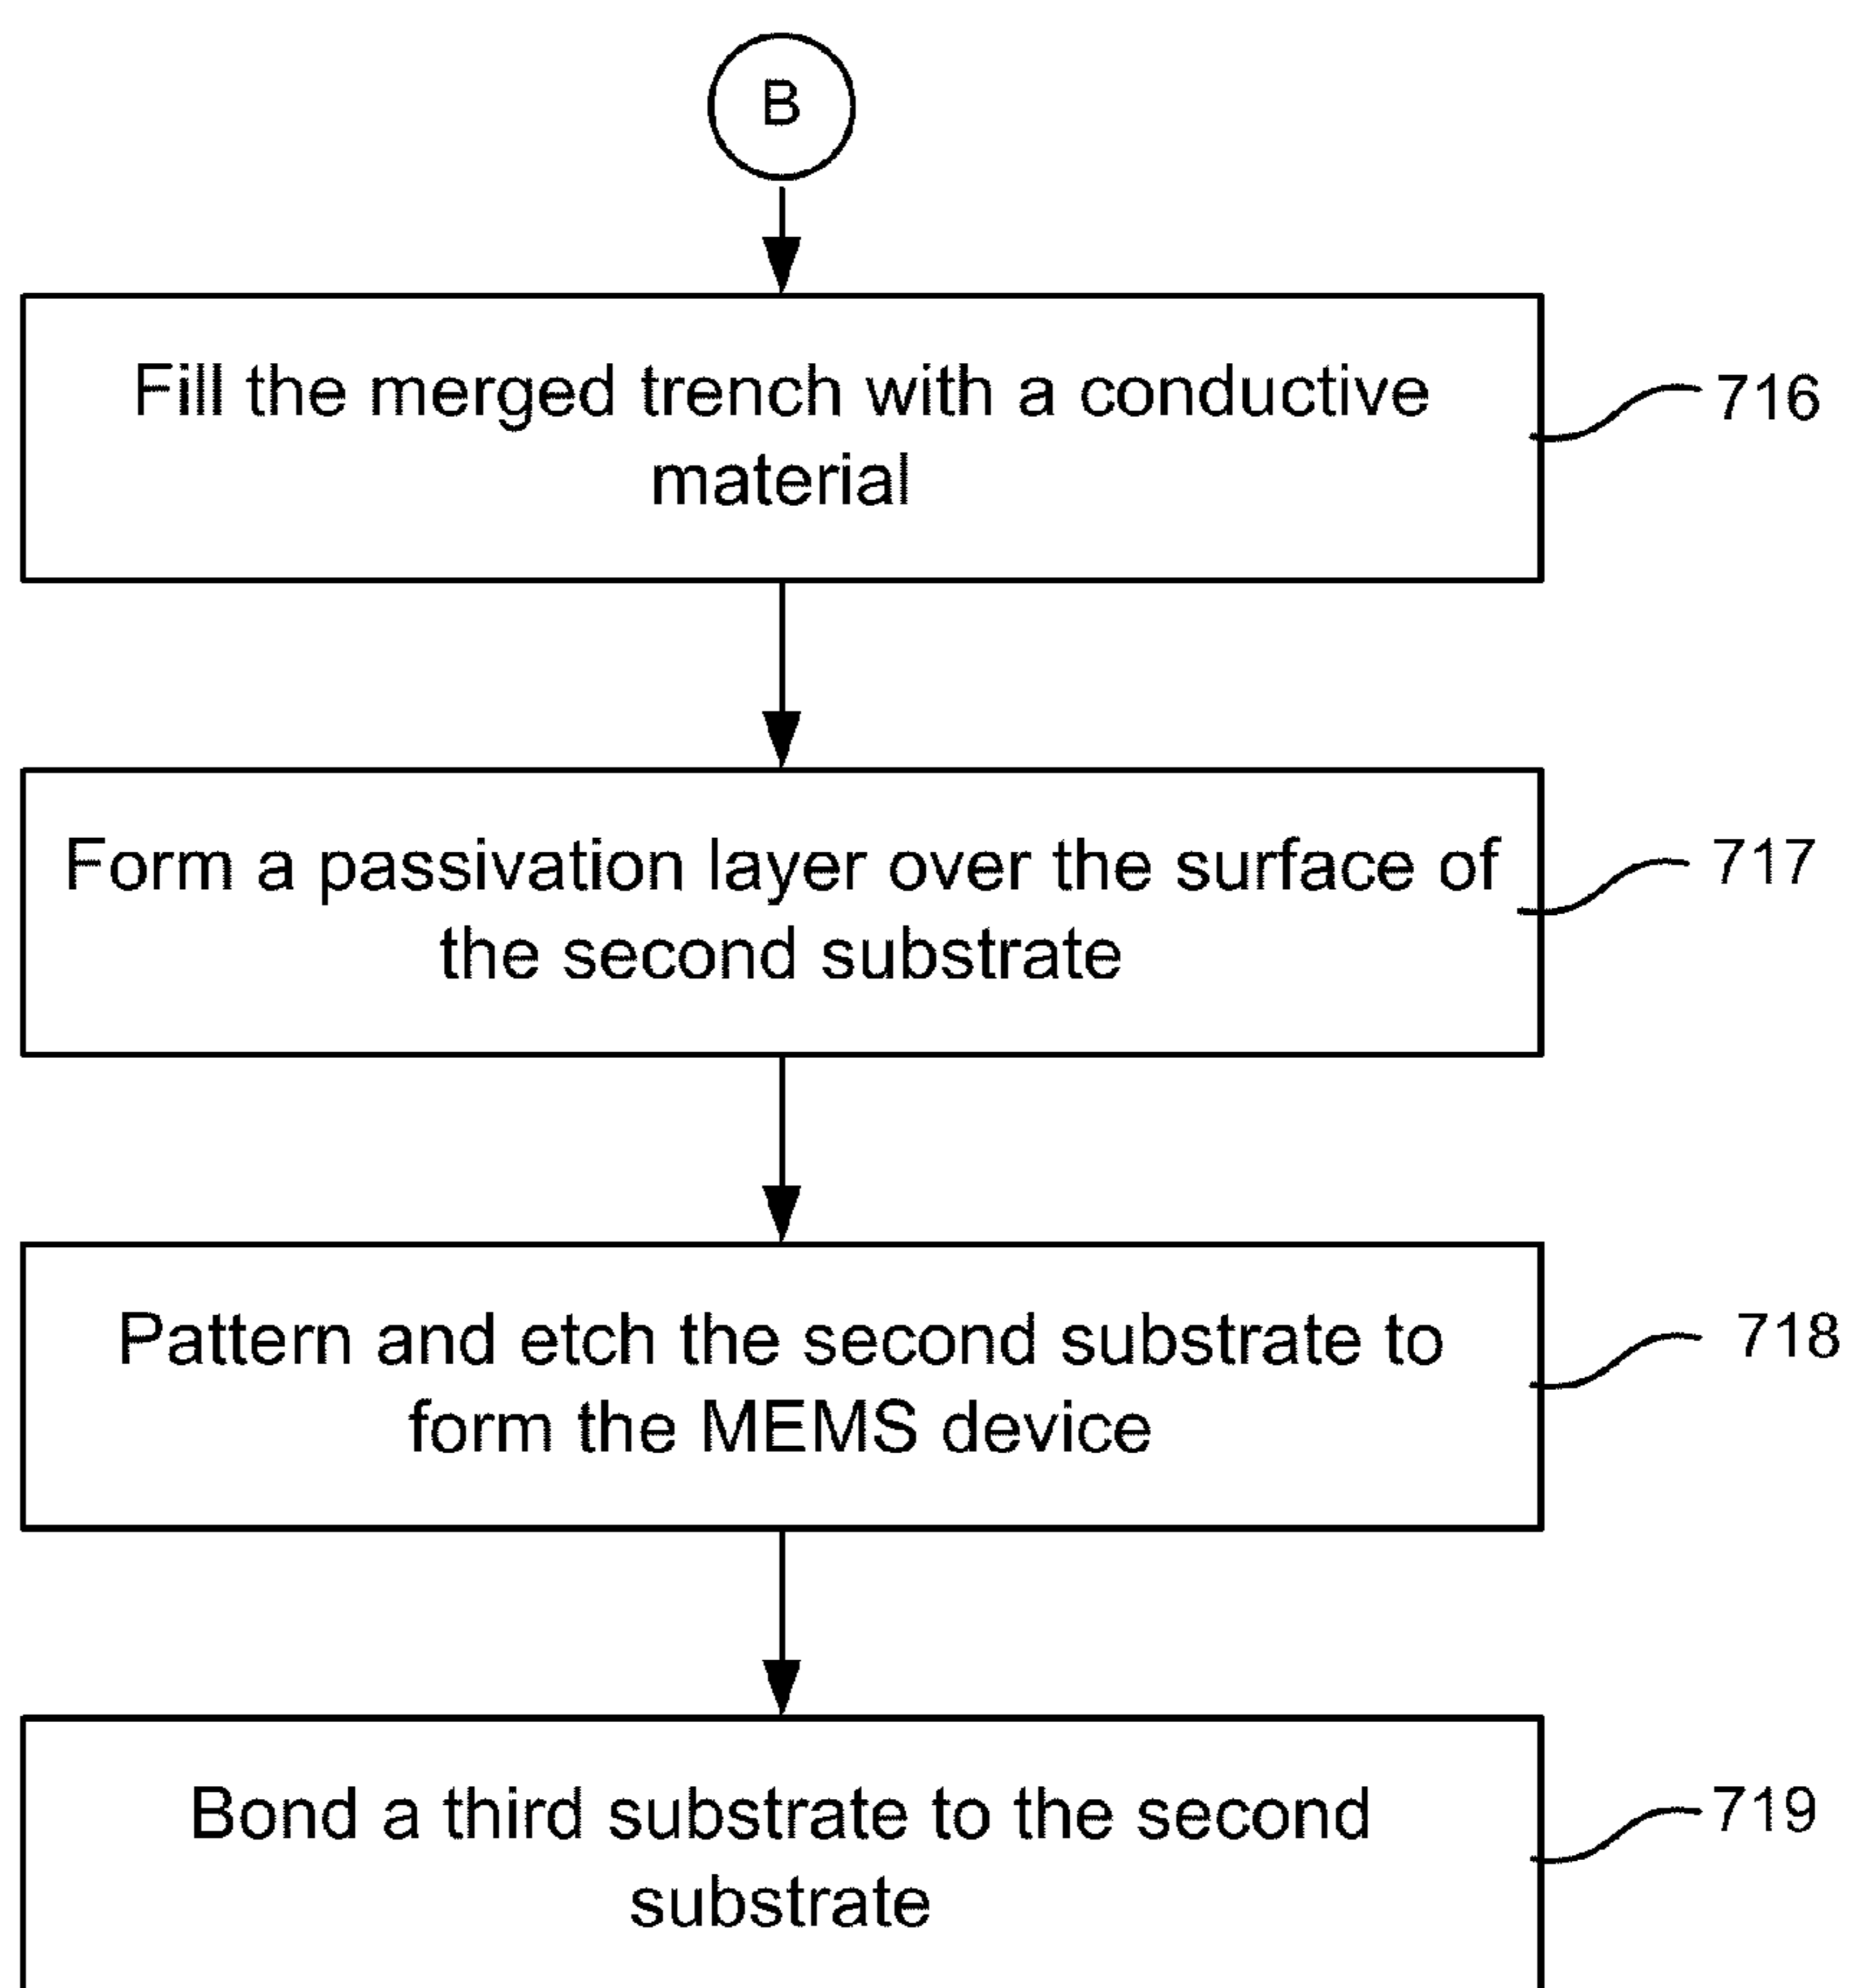 B
Fill the merged trench with a conductive
material
716
Form a passivation layer over the surface of
the second substrate
717
Pattern and etch the second substrate to
form the MEMS device
718
Bond a third substrate to the second
substrate
719